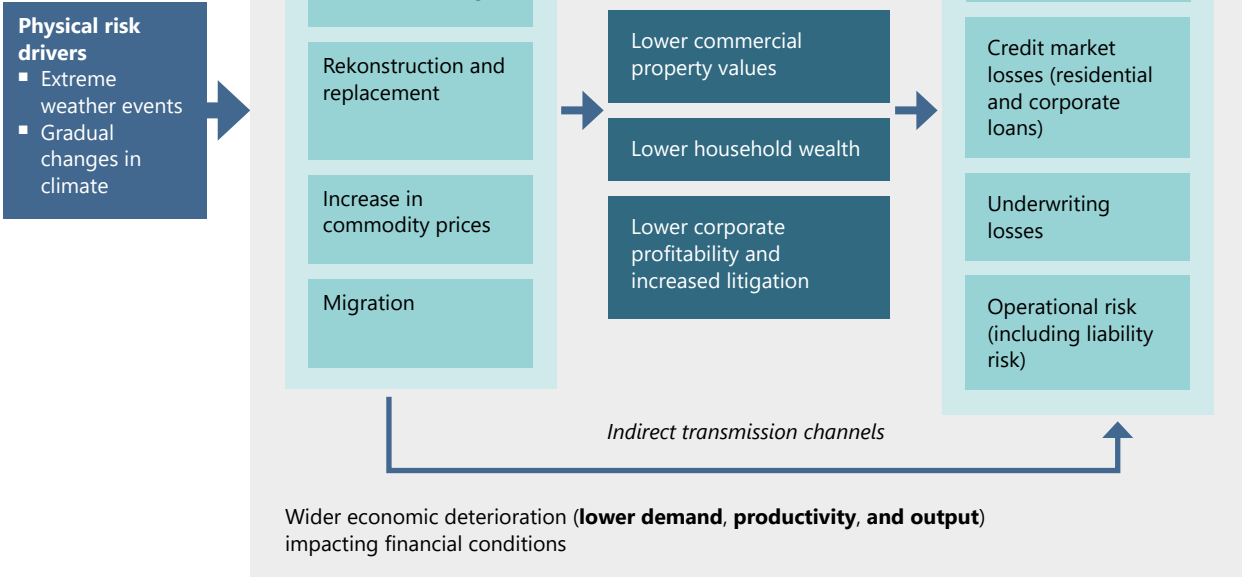 Physical risk
drivers
▪ Extreme
weather events
▪ Gradual
changes in
climate
Rekonstruction and
replacement
Increase in
commodity prices
Migration
Lower commercial
property values
Lower household wealth
Lower corporate
profitability and
increased litigation
Credit market
losses (residential
and corporate
loans)
Underwriting
losses
Operational risk
(including liability
risk)
Indirect transmission channels
Wider economic deterioration (lower demand, productivity, and output)
impacting financial conditions